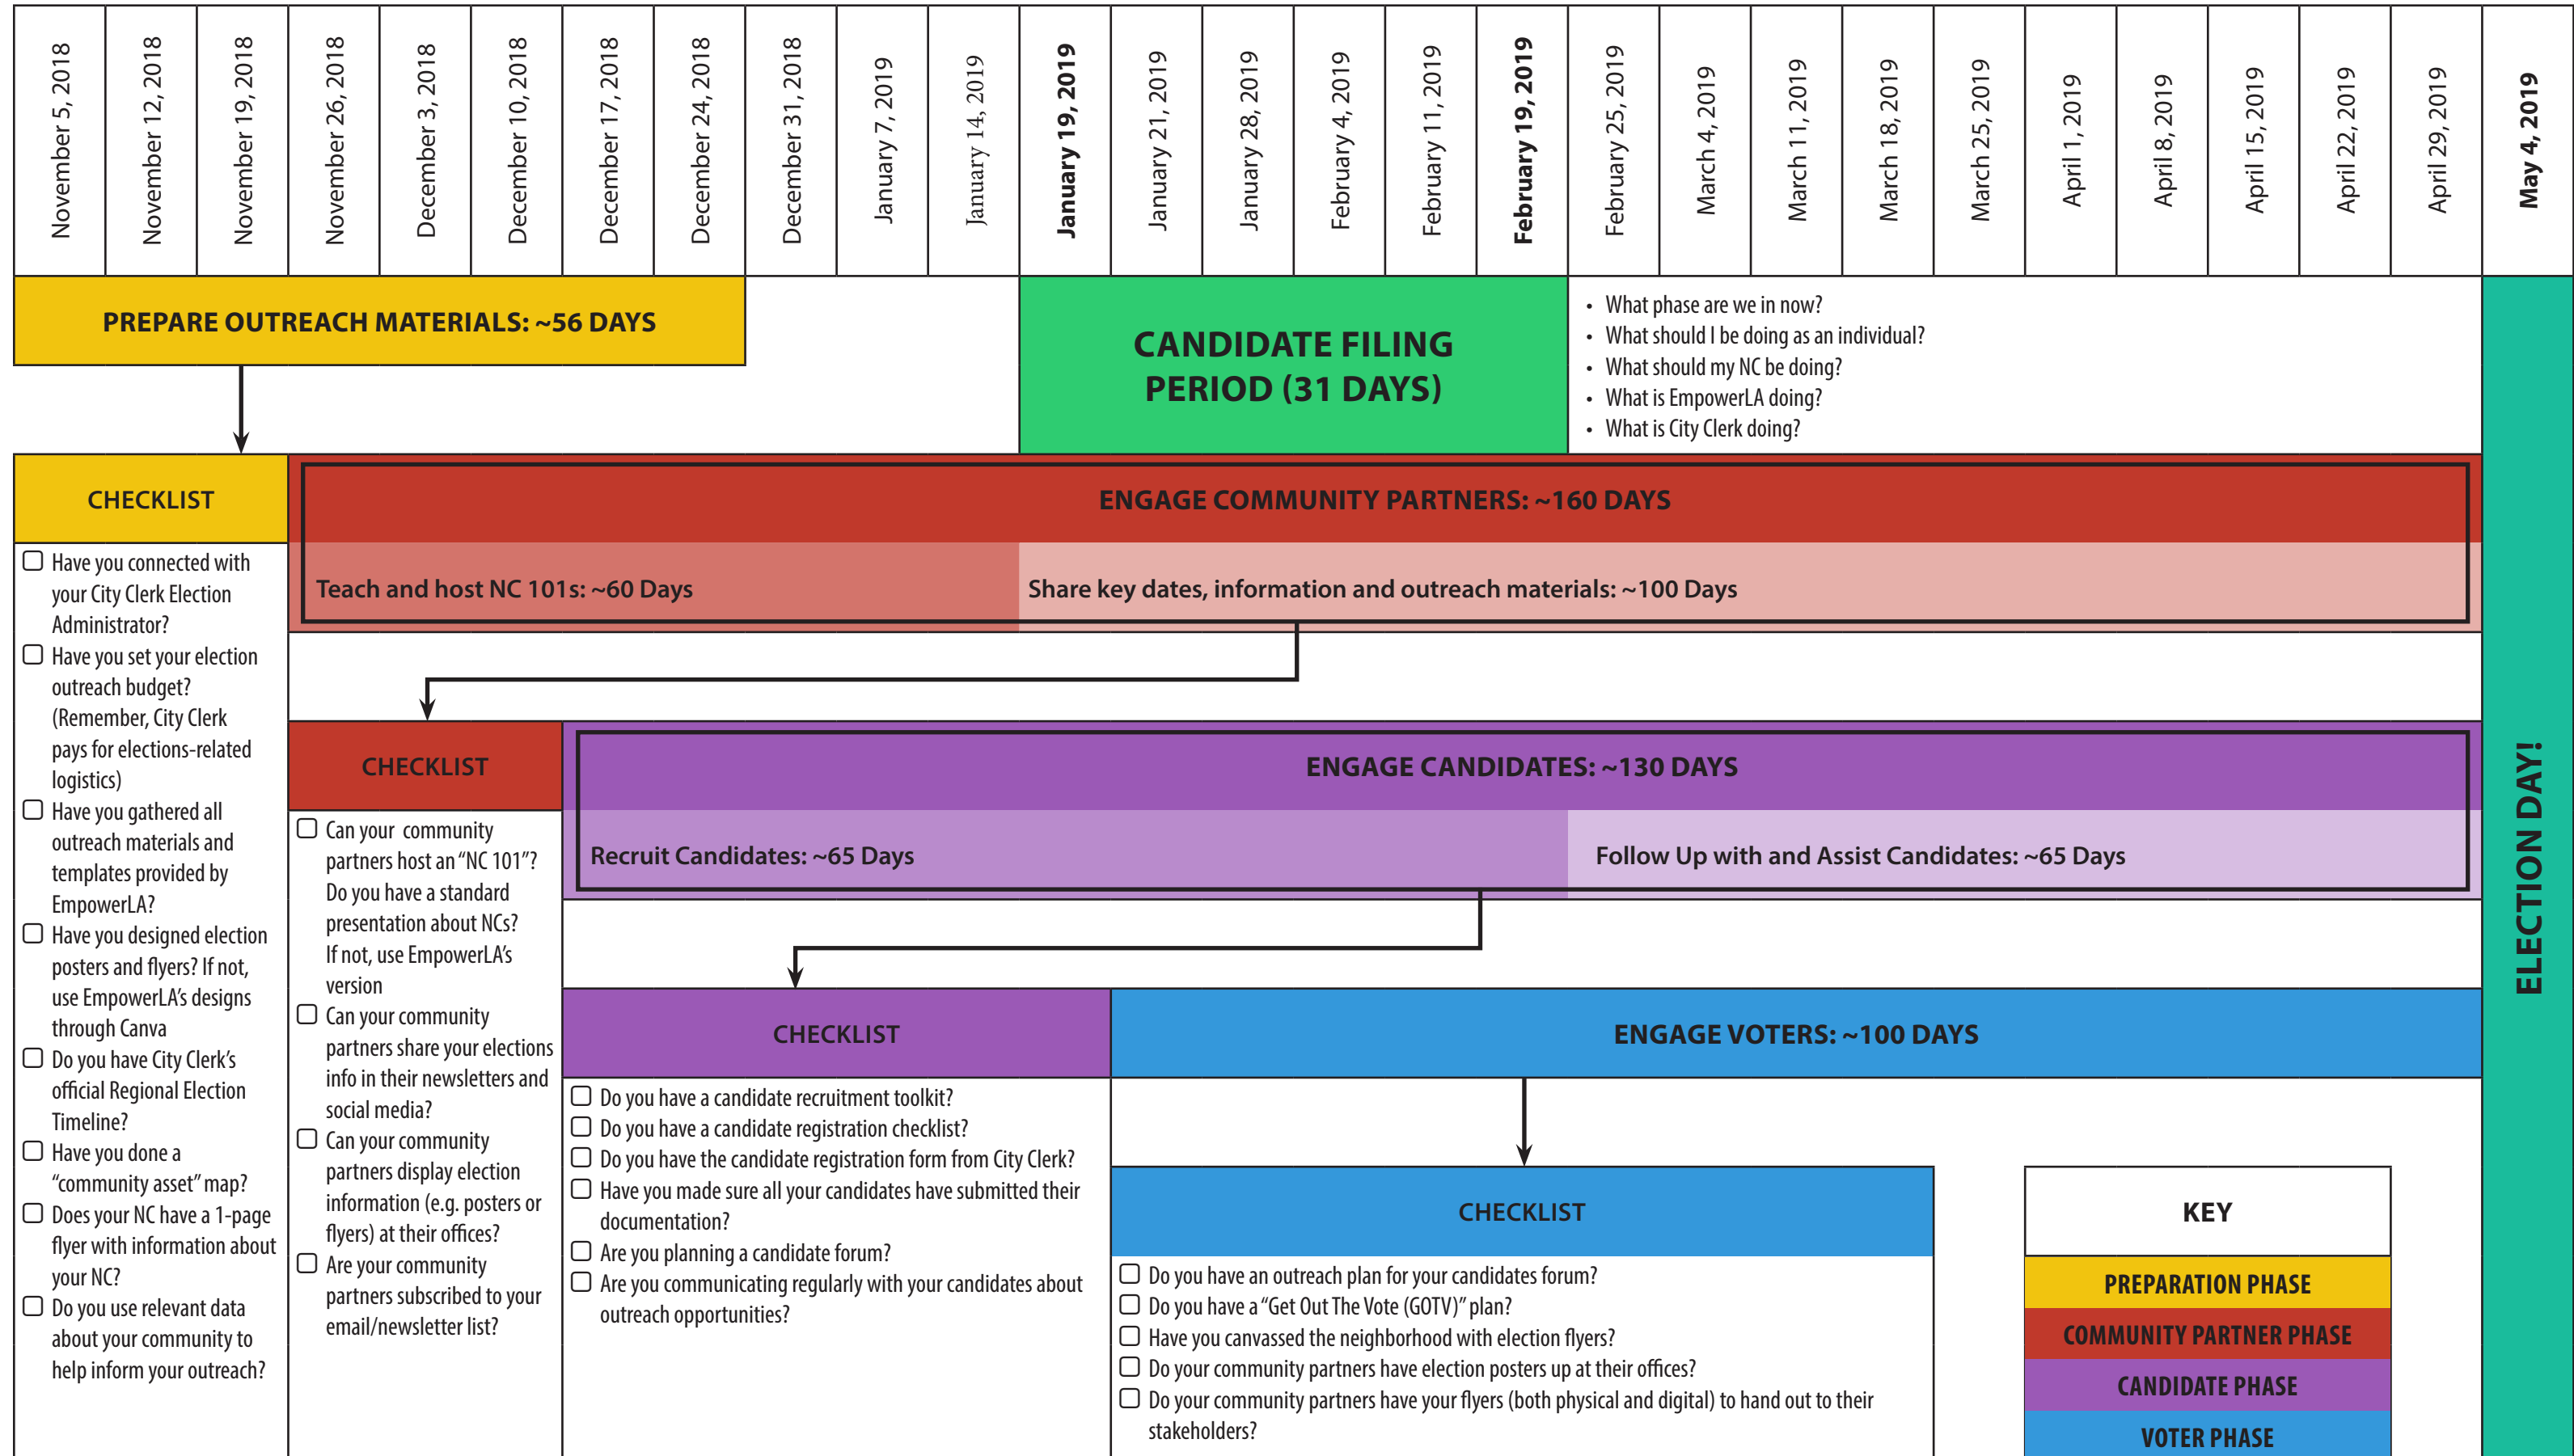 November 5, 2018
November 12, 2018
November 19, 2018
November 26, 2018
December 3, 2018
December 10, 2018
December 17, 2018
December 24, 2018
December 31, 2018
January 7, 2019
January 14, 2019
January 19, 2019
January 21, 2019
January 28, 2019
February 4, 2019
February 11, 2019
February 19, 2019
February 25, 2019
March 4, 2019
March 11, 2019
March 18, 2019
March 25, 2019
April 1, 2019
April 8, 2019
April 15, 2019
April 22, 2019
April 29, 2019
May 4, 2019
PREPARE OUTREACH MATERIALS: ~56 DAYS
CANDIDATE FILING
PERIOD (31 DAYS)
• What phase are we in now?
• What should I be doing as an individual?
• What should my NC be doing?
• What is EmpowerLA doing?
• What is City Clerk doing?
CHECKLIST
Have you connected with
your City Clerk Election
Administrator?
Have you set your election
outreach budget?
(Remember, City Clerk
pays for elections-related
logistics)
Have you gathered all
outreach materials and
templates provided by
EmpowerLA?
Have you designed election
posters and flyers? If not,
use EmpowerLA's designs
through Canva
Do you have City Clerk's
official Regional Election
Timeline?
Have you done a
"community asset" map?
Does your NC have a 1-page
flyer with information about
your NC?
Do you use relevant data
about your community to
help inform your outreach?
ENGAGE COMMUNITY PARTNERS: ~160 DAYS
Teach and host NC 101s: ~60 Days
Share key dates, information and outreach materials: ~100 Days
CHECKLIST
Can your  community
partners host an "NC 101"?
Do you have a standard
presentation about NCs?
If not, use EmpowerLA's
version
Can your community
partners share your elections
info in their newsletters and
social media?
Can your community
partners display election
information (e.g. posters or
flyers) at their offices?
Are your community
partners subscribed to your
email/newsletter list?
ENGAGE CANDIDATES: ~130 DAYS
Recruit Candidates: ~65 Days
Follow Up with and Assist Candidates: ~65 Days
CHECKLIST
Do you have a candidate recruitment toolkit?
Do you have a candidate registration checklist?
Do you have the candidate registration form from City Clerk?
Have you made sure all your candidates have submitted their
documentation?
Are you planning a candidate forum?
Are you communicating regularly with your candidates about
outreach opportunities?
ENGAGE VOTERS: ~100 DAYS
CHECKLIST
Do you have an outreach plan for your candidates forum?
Do you have a "Get Out The Vote (GOTV)" plan?
Have you canvassed the neighborhood with election flyers?
Do your community partners have election posters up at their offices?
Do your community partners have your flyers (both physical and digital) to hand out to their
stakeholders?
KEY
PREPARATION PHASE
COMMUNITY PARTNER PHASE
CANDIDATE PHASE
VOTER PHASE
ELECTION DAY!